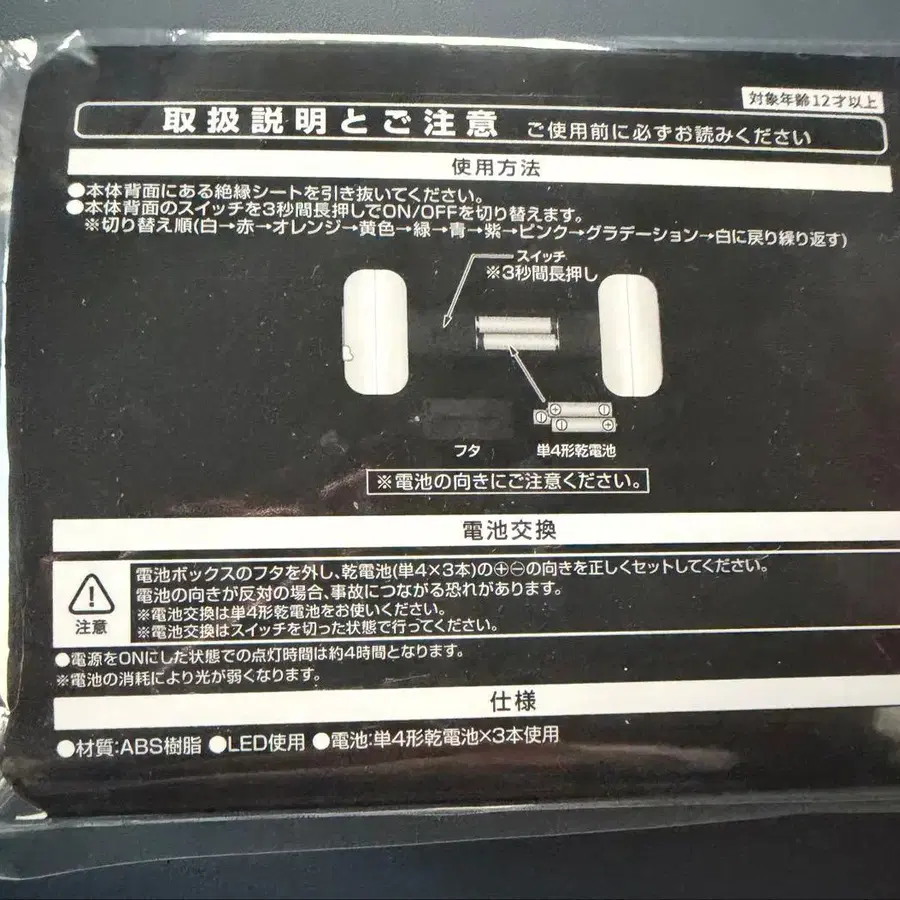 対象年齢12才以上
取扱説明とご注意 ご使用前に必ずお読みください
使用方法
●本体背面にある絶縁シートを引き抜いてください。
●本体背面のスイッチを3秒間長押しでON/OFFを切り替えます。
※切り替え順(白→赤→オレンジ→黄色→緑→青→紫→ピンク→グラデーション→白に戻り繰り返す)
スイッチ
※3秒間長押し
フタ
単4形乾電池
※電池の向きにご注意ください。
電池交換
電池ボックスのフタを外し、乾電池(単4×3本)の⊕⊖の向きを正しくセットしてください。
電池の向きが反対の場合、事故につながる恐れがあります。
※電池交換は単4形乾電池をお使いください。
※電池交換はスイッチを切った状態で行ってください。
注意
●電源をONにした状態での点灯時間は約4時間となります。
※電池の消耗により光が弱くなります。
仕様
●材質:ABS樹脂 ●LED使用 ●電池:単4形乾電池×3本使用